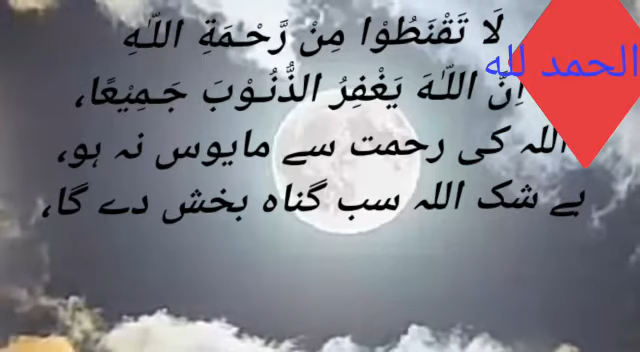 لَا تَقْنَطُوْا مِنْ رَّحْمَةِ اللّٰهِ
اِنَّ اللّٰهَ يَغْفِرُ الذُّنُوْبَ جَمِيْعًا،
اللہ کی رحمت سے مایوس نہ ہو،
بے شک اللہ سب گناہ بخش دے گا،
الحمد لله